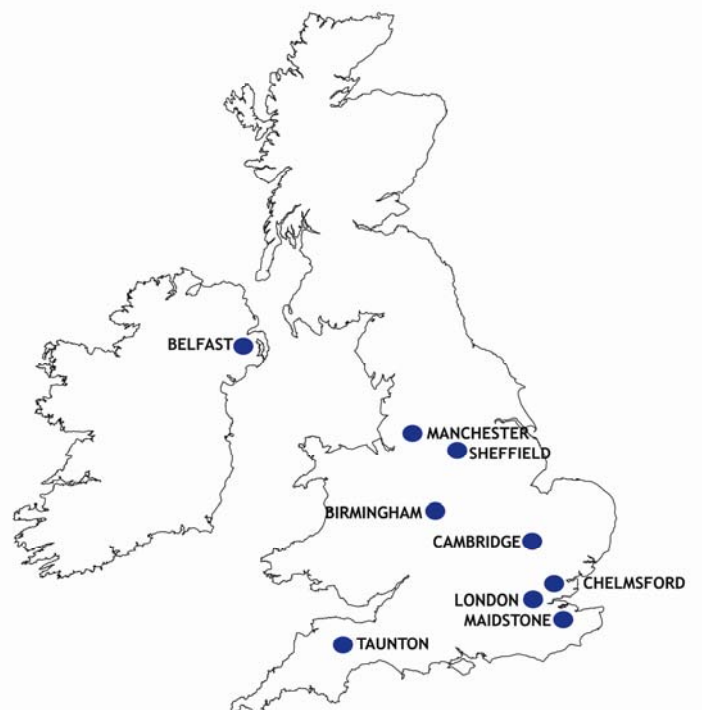 BELFAST
MANCHESTER
SHEFFIELD
BIRMINGHAM
CAMBRIDGE
CHELMSFORD
LONDON
MAIDSTONE
TAUNTON